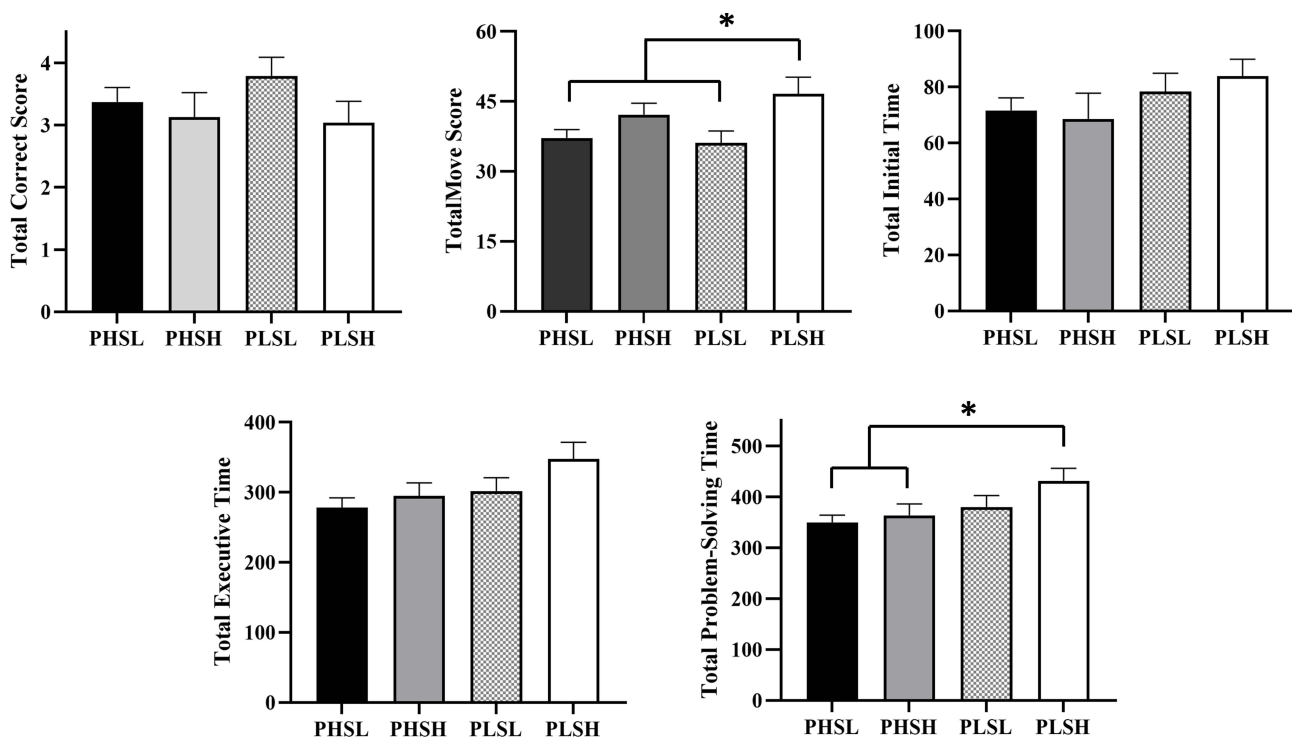 Total Correct Score
4
3
2
1
0
PHSL PHSH PLSL PLSH
*
TotalMove Score
60
45
30
15
0
PHSL PHSH PLSL PLSH
Total Initial Time
100
80
60
40
20
0
PHSL PHSH PLSL PLSH
Total Executive Time
400
300
200
100
0
PHSL PHSH PLSL PLSH
*
Total Problem-Solving Time
500
400
300
200
100
0
PHSL PHSH PLSL PLSH